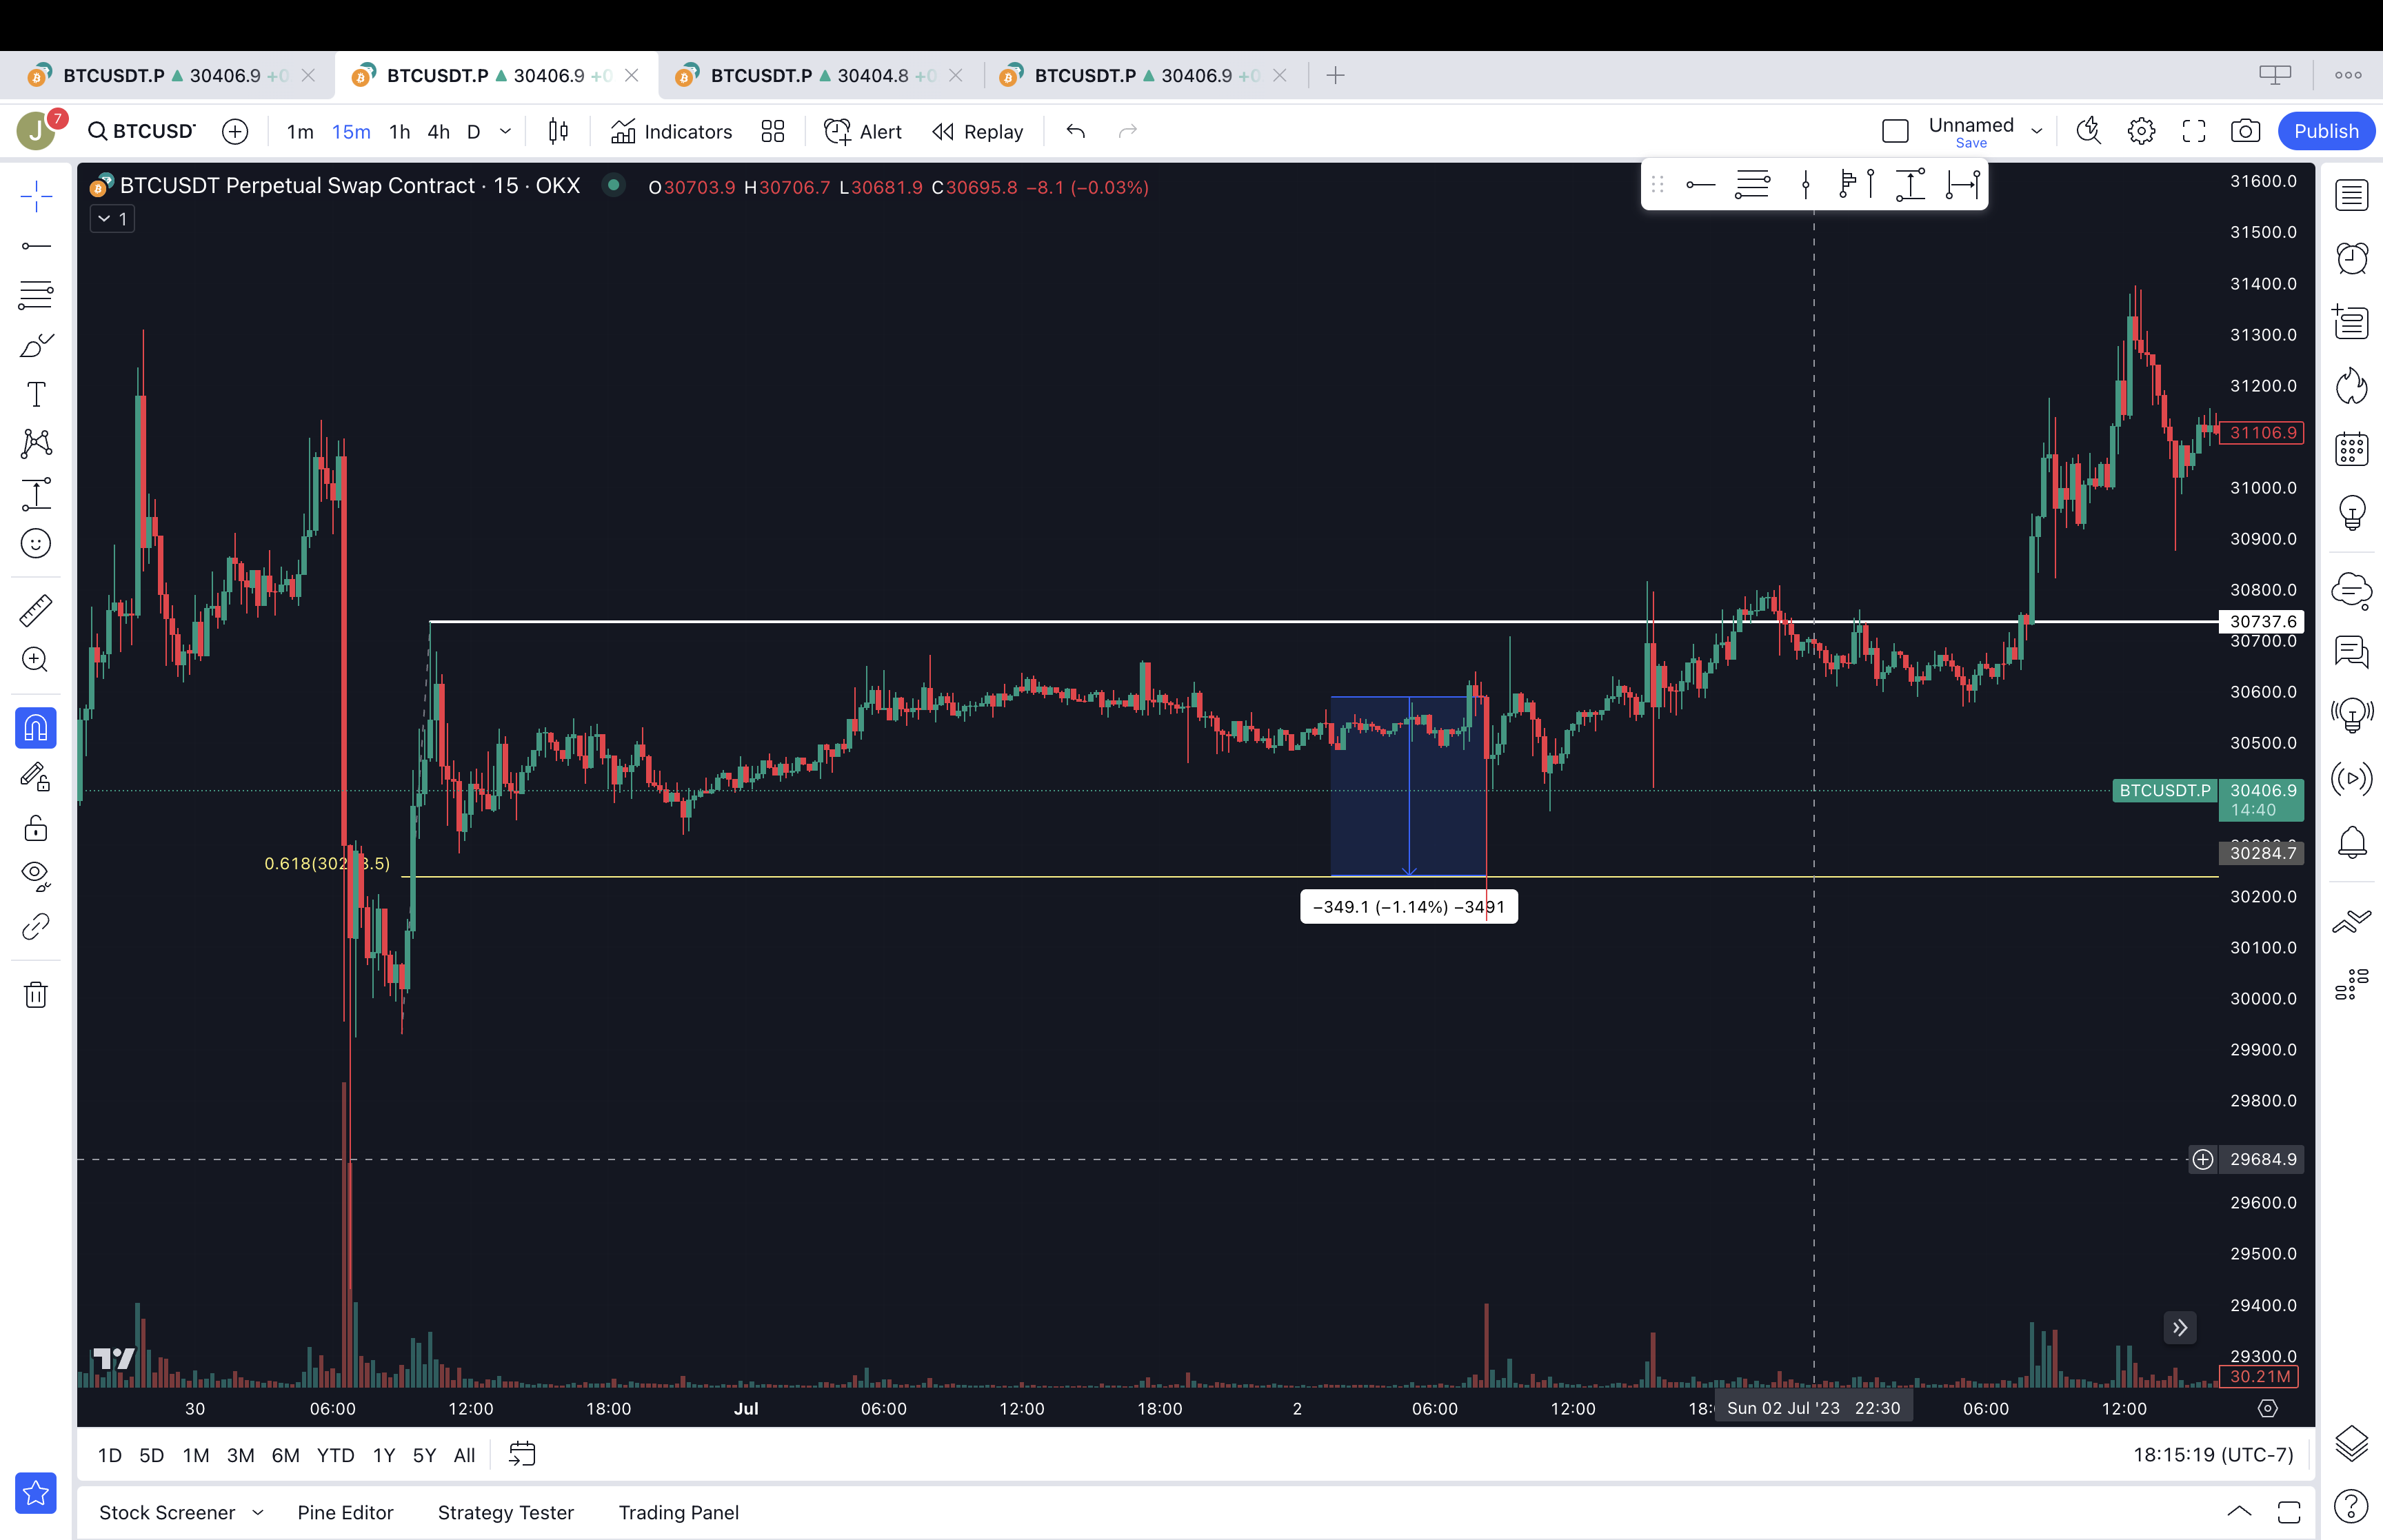 BTCUSDT.P ▲ 30406.9 +0
BTCUSDT.P ▲ 30406.9 +0
BTCUSDT.P ▲ 30404.8 +0
BTCUSDT.P ▲ 30406.9 +0
J 7
BTCUSD
1m 15m 1h 4h D
Indicators
Alert
Replay
Unnamed
Save
Publish
BTCUSDT Perpetual Swap Contract · 15 · OKX
O30703.9 H30706.7 L30681.9 C30695.8 −8.1 (−0.03%)
1
31600.0
31500.0
31400.0
31300.0
31200.0
31106.9
31000.0
30900.0
30800.0
30737.6
30700.0
30600.0
30500.0
BTCUSDT.P 30406.9
14:40
30284.7
0.618(302
.5)
30200.0
−349.1 (−1.14%) −3491
30100.0
30000.0
29900.0
29800.0
29684.9
29600.0
29500.0
29400.0
29300.0
30.21M
30 06:00 12:00 18:00 Jul 06:00 12:00 18:00 2 06:00 12:00 18: Sun 02 Jul '23 22:30 06:00 12:00
1D 5D 1M 3M 6M YTD 1Y 5Y All
18:15:19 (UTC-7)
Stock Screener Pine Editor Strategy Tester Trading Panel